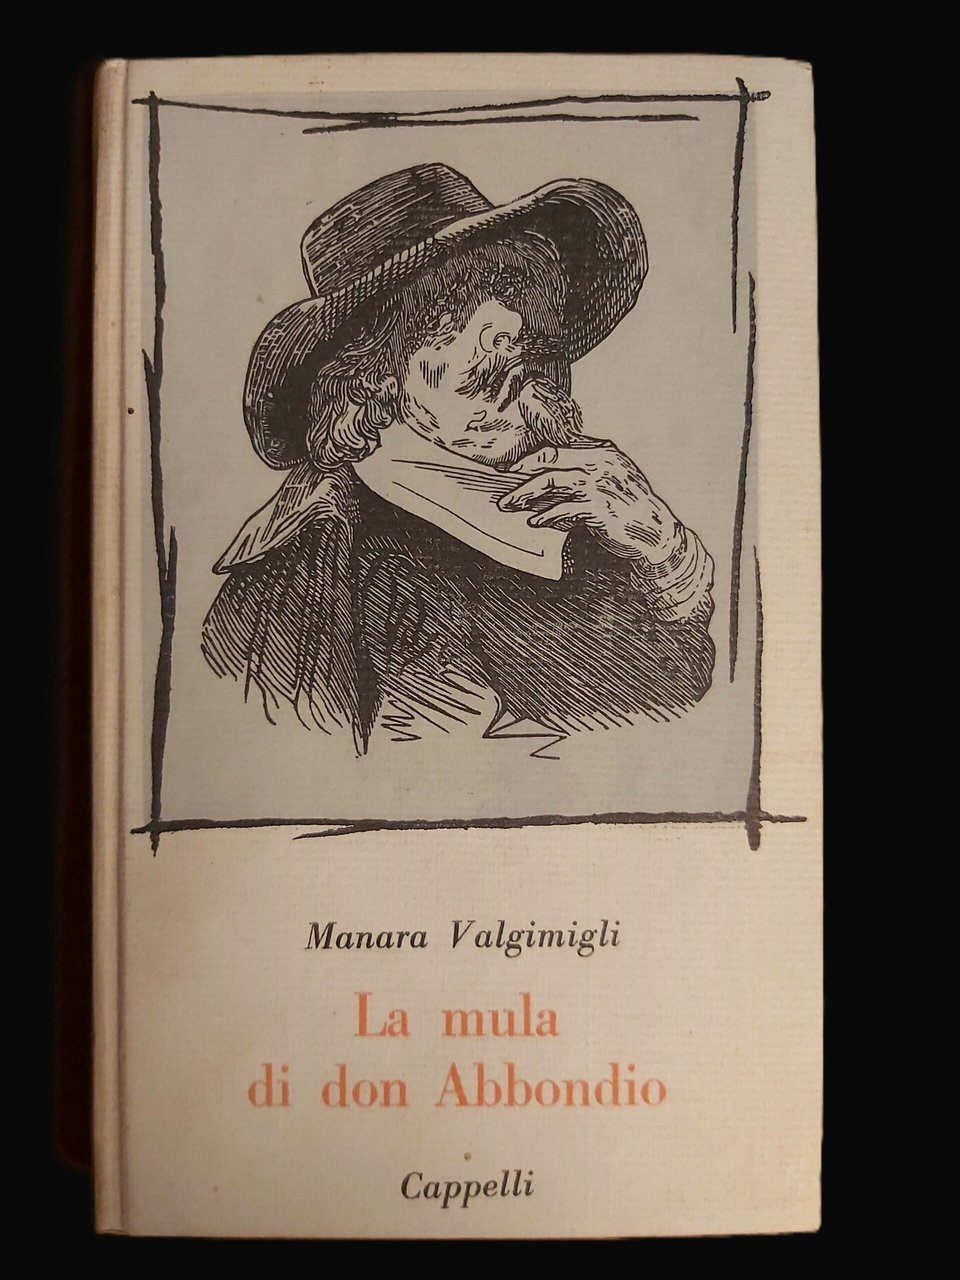 Manara Valgimigli
La mula
di don Abbondio
Cappelli